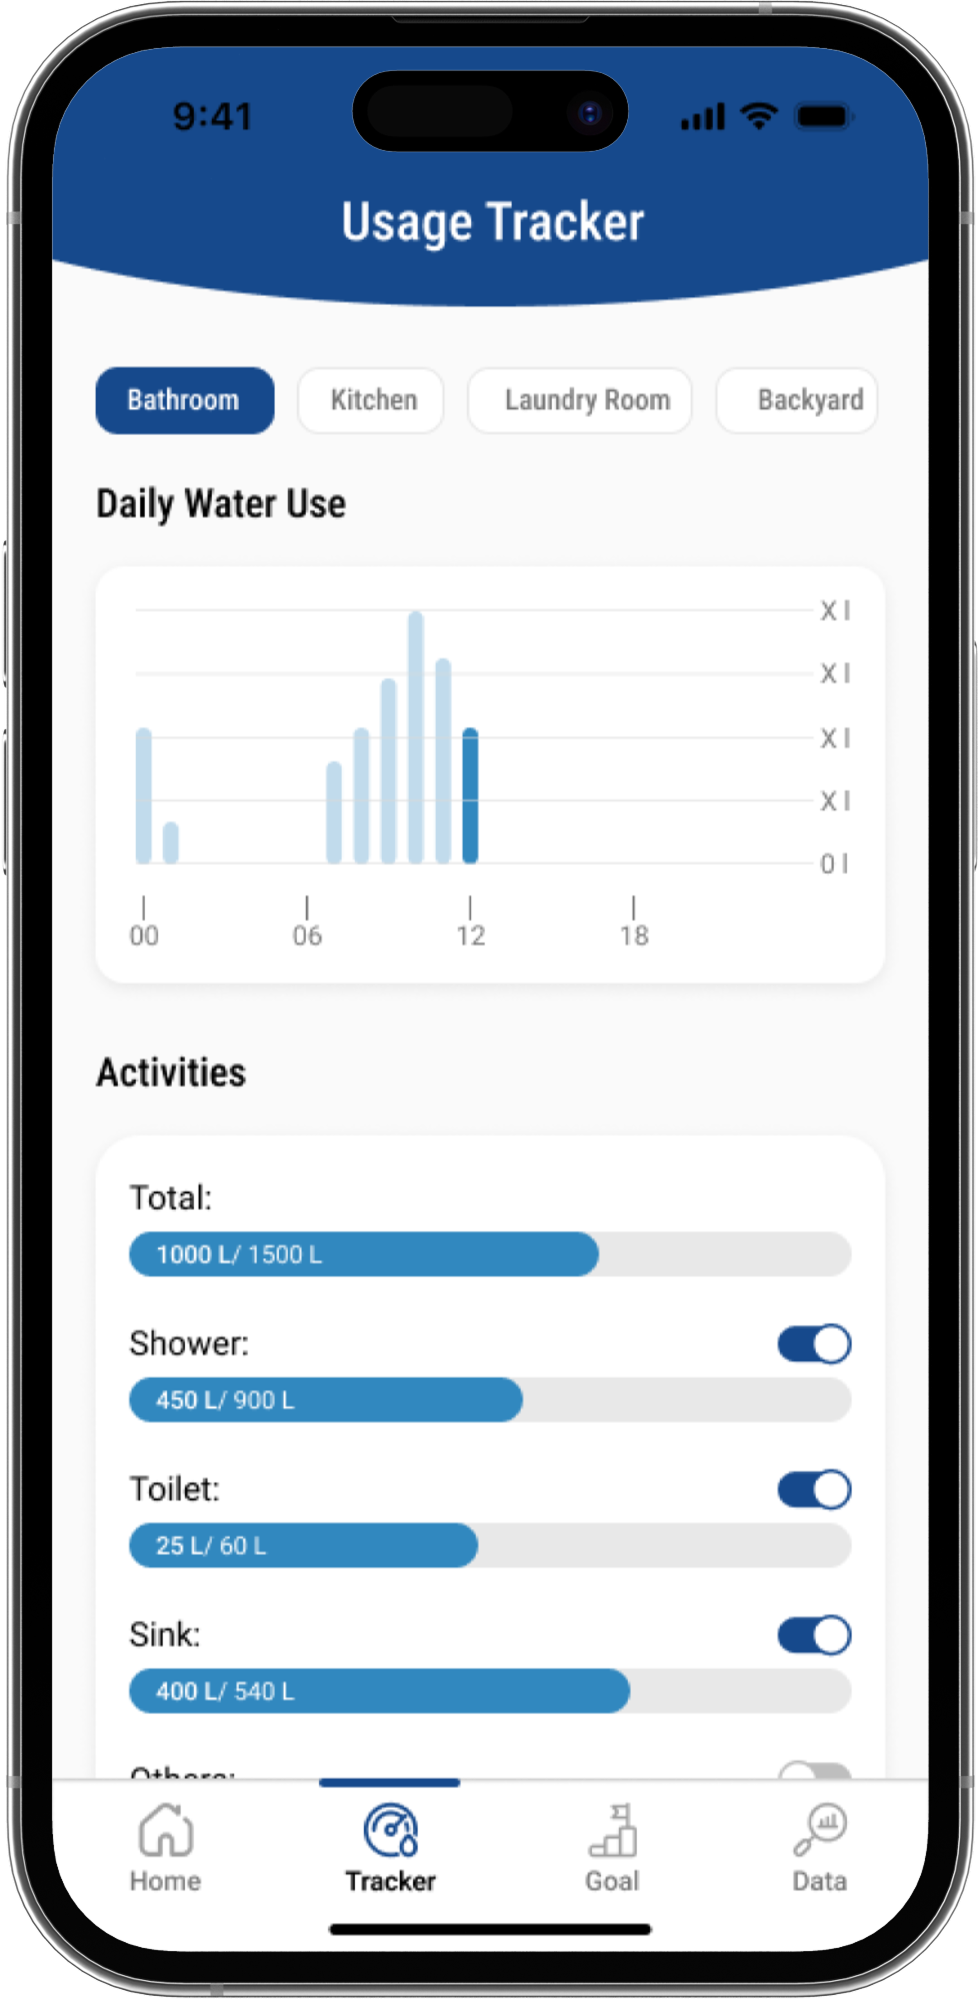 9:41
Usage Tracker
Bathroom Kitchen Laundry Room Backyard
Daily Water Use
X l
X l
X l
X l
0 l
00 06 12 18
Activities
Total:
1000 L/ 1500 L
Shower:
450 L/ 900 L
Toilet:
25 L/ 60 L
Sink:
400 L/ 540 L
Others:
Home Tracker Goal Data